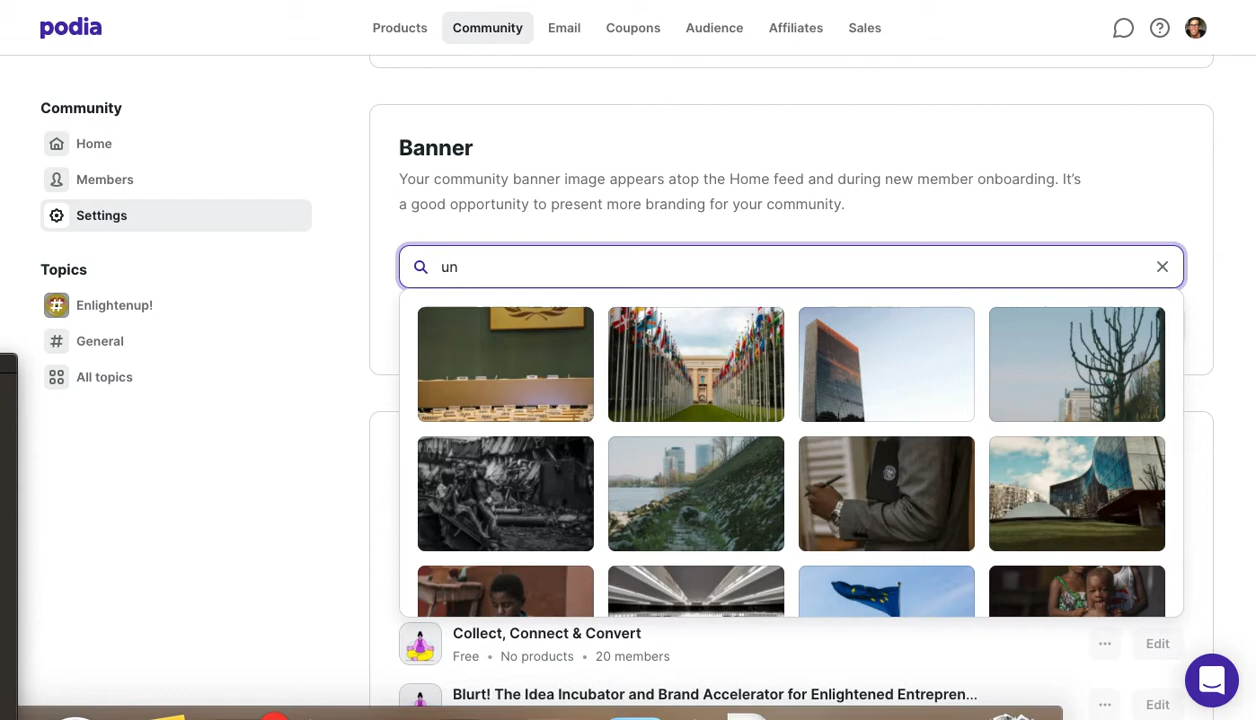 podia
Products
Community
Email
Coupons
Audience
Affiliates
Sales
Community
Home
Members
Settings
Topics
Enlightenup!
General
All topics
Banner
Your community banner image appears atop the Home feed and during new member onboarding. It's
a good opportunity to present more branding for your community.
un
Collect, Connect & Convert
Free • No products • 20 members
... Edit
Blurt! The Idea Incubator and Brand Accelerator for Enlightened Entrepren...
... Edit